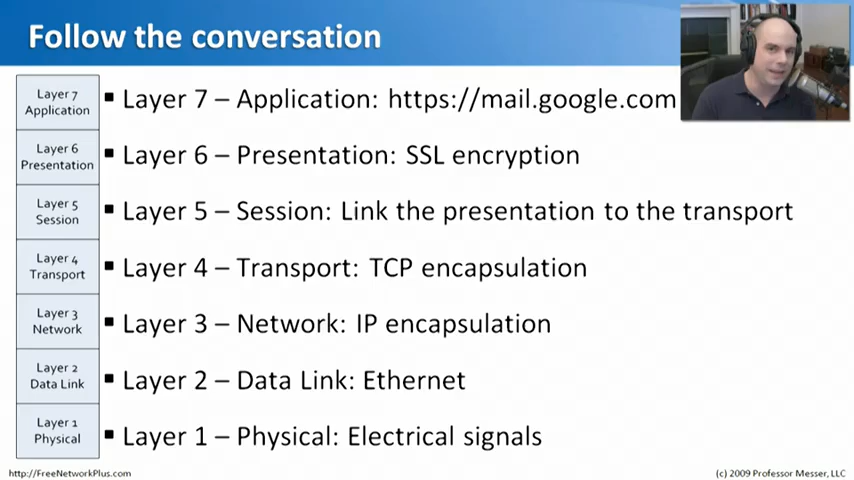 Follow the conversation
Layer 7
Application
▪ Layer 7 – Application: https://mail.google.com
Layer 6
Presentation
▪ Layer 6 – Presentation: SSL encryption
Layer 5
Session
▪ Layer 5 – Session: Link the presentation to the transport
Layer 4
Transport
▪ Layer 4 – Transport: TCP encapsulation
Layer 3
Network
▪ Layer 3 – Network: IP encapsulation
Layer 2
Data Link
▪ Layer 2 – Data Link: Ethernet
Layer 1
Physical
▪ Layer 1 – Physical: Electrical signals
http://FreeNetworkPlus.com
(c) 2009 Professor Messer, LLC